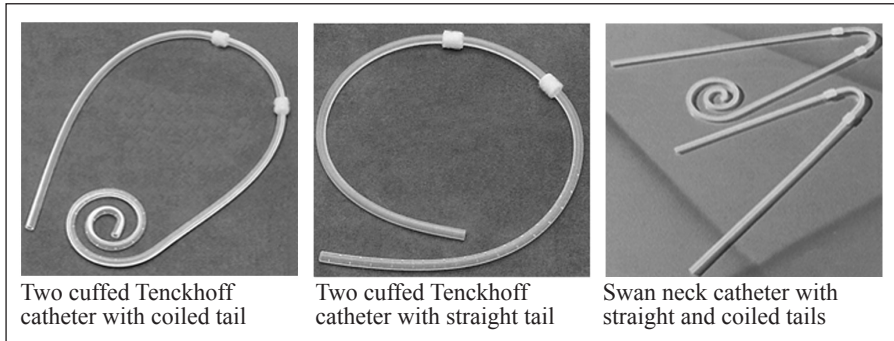 Two cuffed Tenckhoff
catheter with coiled tail
Two cuffed Tenckhoff
catheter with straight tail
Swan neck catheter with
straight and coiled tails